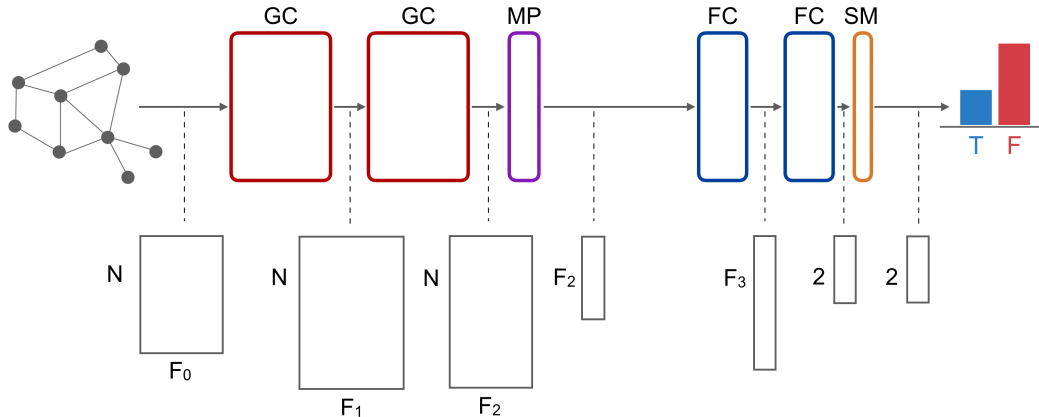 GC GC MP FC FC SM
T F
N N N F₂ F₃ 2 2
F₀ F₁ F₂